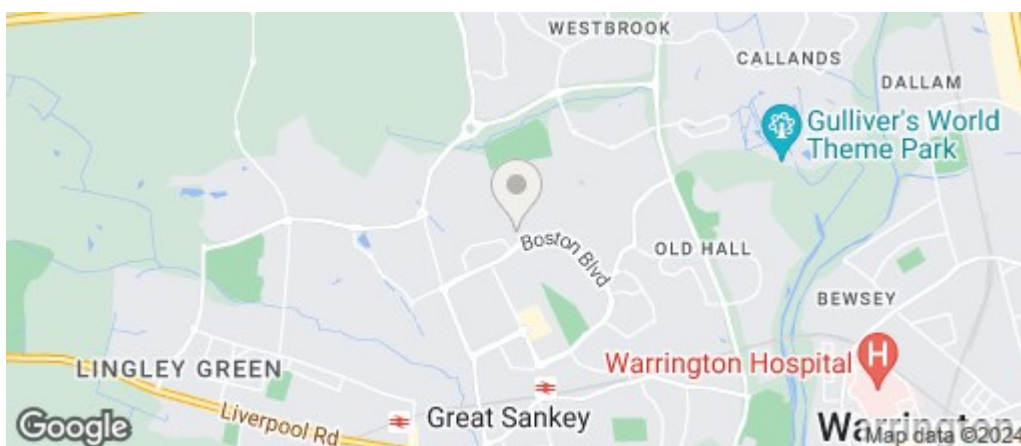 WESTBROOK
CALLANDS
DALLAM
Gulliver's World
Theme Park
Boston Blvd
OLD HALL
BEWSEY
LINGLEY GREEN
Warrington Hospital
H
Liverpool Rd
Great Sankey
Warrington
Google
Map data ©2024